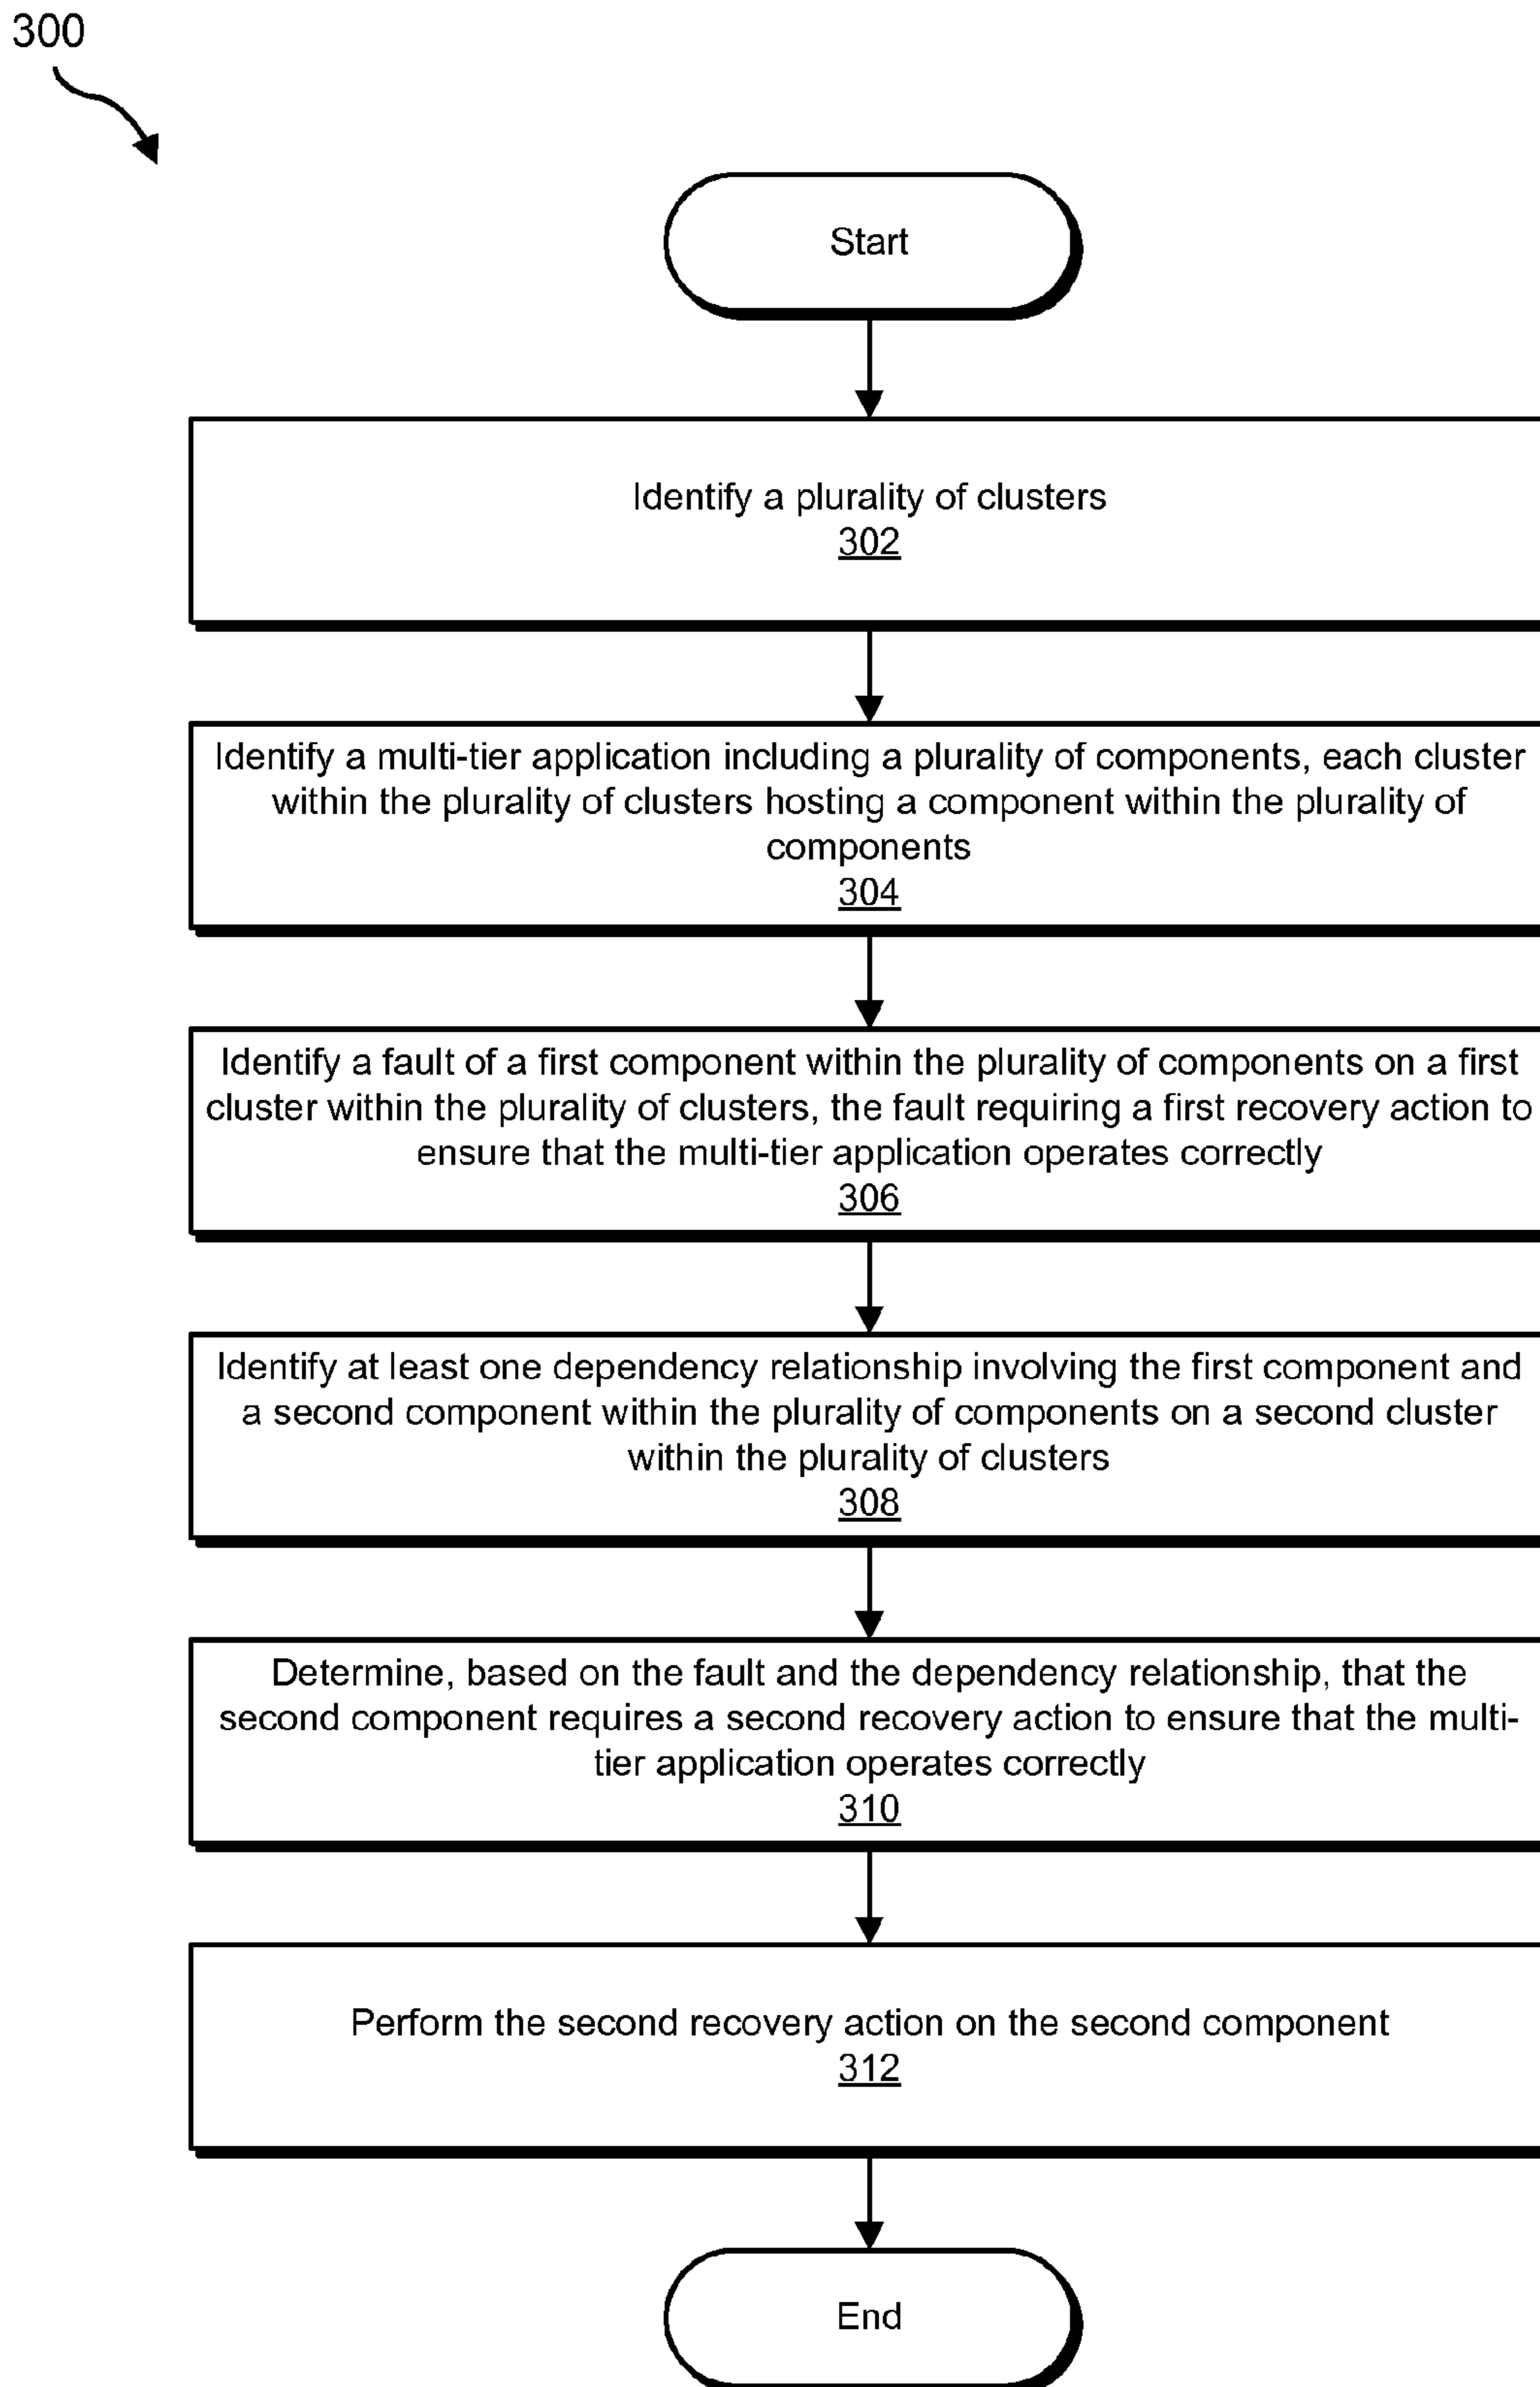 300
Start
Identify a plurality of clusters
302
Identify a multi-tier application including a plurality of components, each cluster
within the plurality of clusters hosting a component within the plurality of
components
304
Identify a fault of a first component within the plurality of components on a first
cluster within the plurality of clusters, the fault requiring a first recovery action to
ensure that the multi-tier application operates correctly
306
Identify at least one dependency relationship involving the first component and
a second component within the plurality of components on a second cluster
within the plurality of clusters
308
Determine, based on the fault and the dependency relationship, that the
second component requires a second recovery action to ensure that the multi-
tier application operates correctly
310
Perform the second recovery action on the second component
312
End